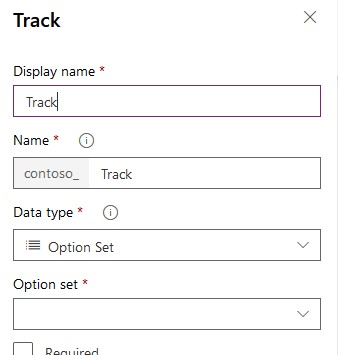 Track
Display name *
Track
Name *
contoso_ Track
Data type *
Option Set
Option set *
Required